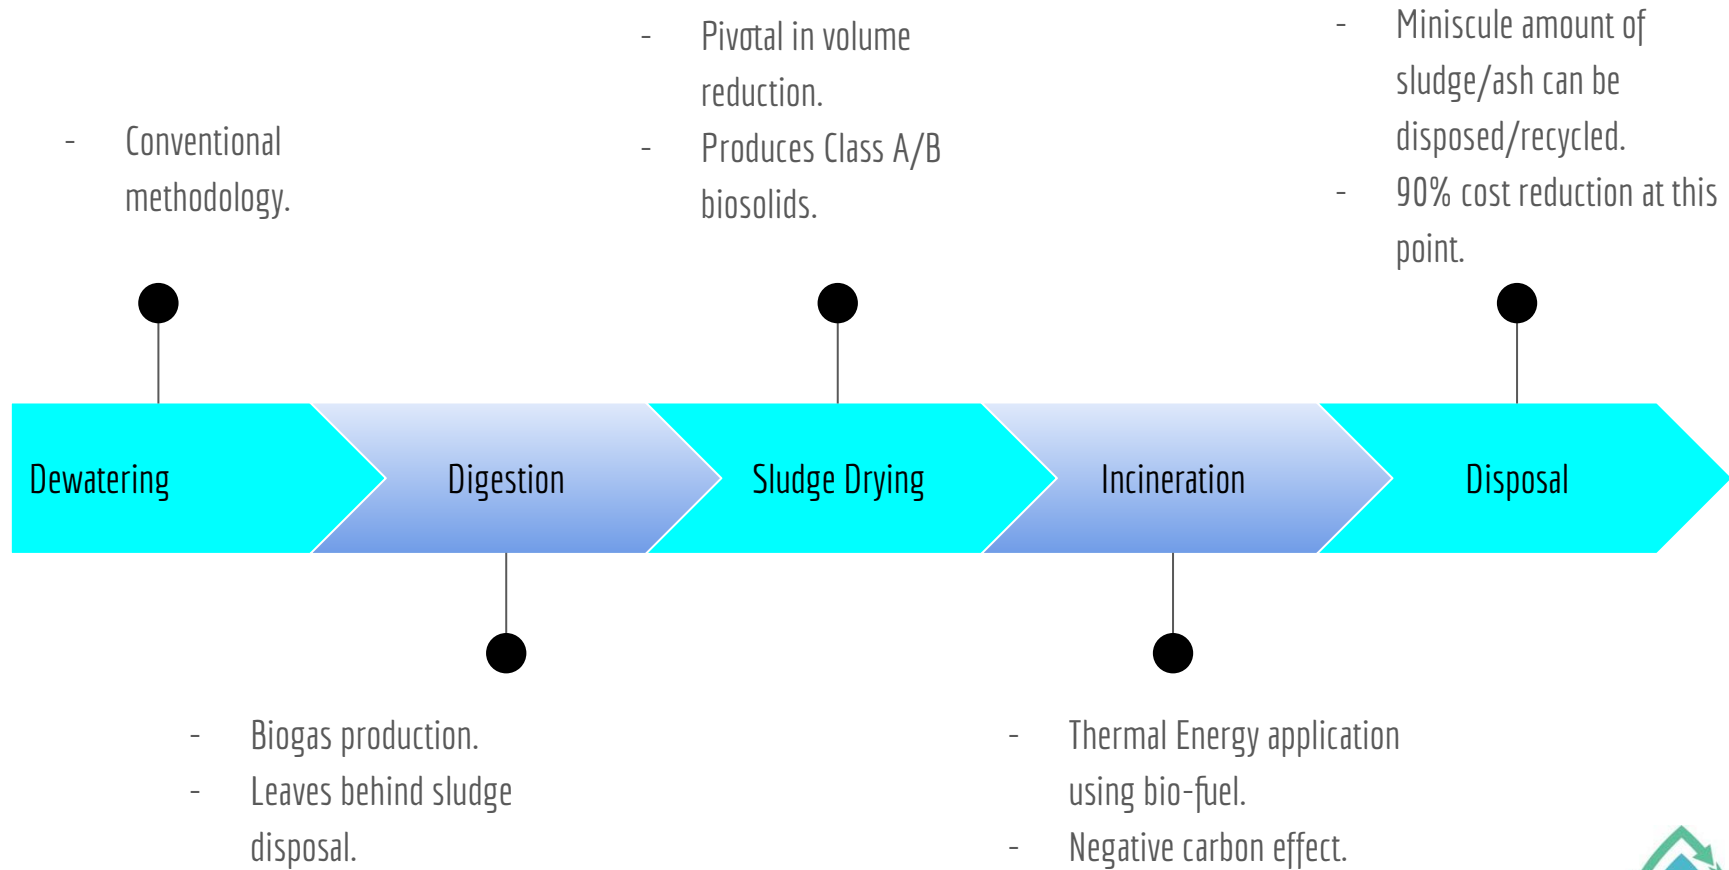 - Conventional
methodology.
- Pivotal in volume
reduction.
- Produces Class A/B
biosolids.
- Miniscule amount of
sludge/ash can be
disposed/recycled.
- 90% cost reduction at this
point.
Dewatering
Digestion
Sludge Drying
Incineration
Disposal
- Biogas production.
- Leaves behind sludge
disposal.
- Thermal Energy application
using bio-fuel.
- Negative carbon effect.